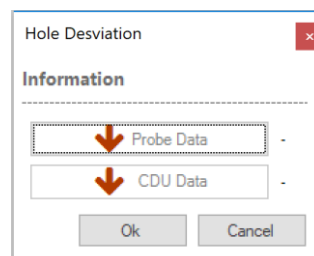 Hole Desviation
Information
Probe Data -
CDU Data -
Ok Cancel